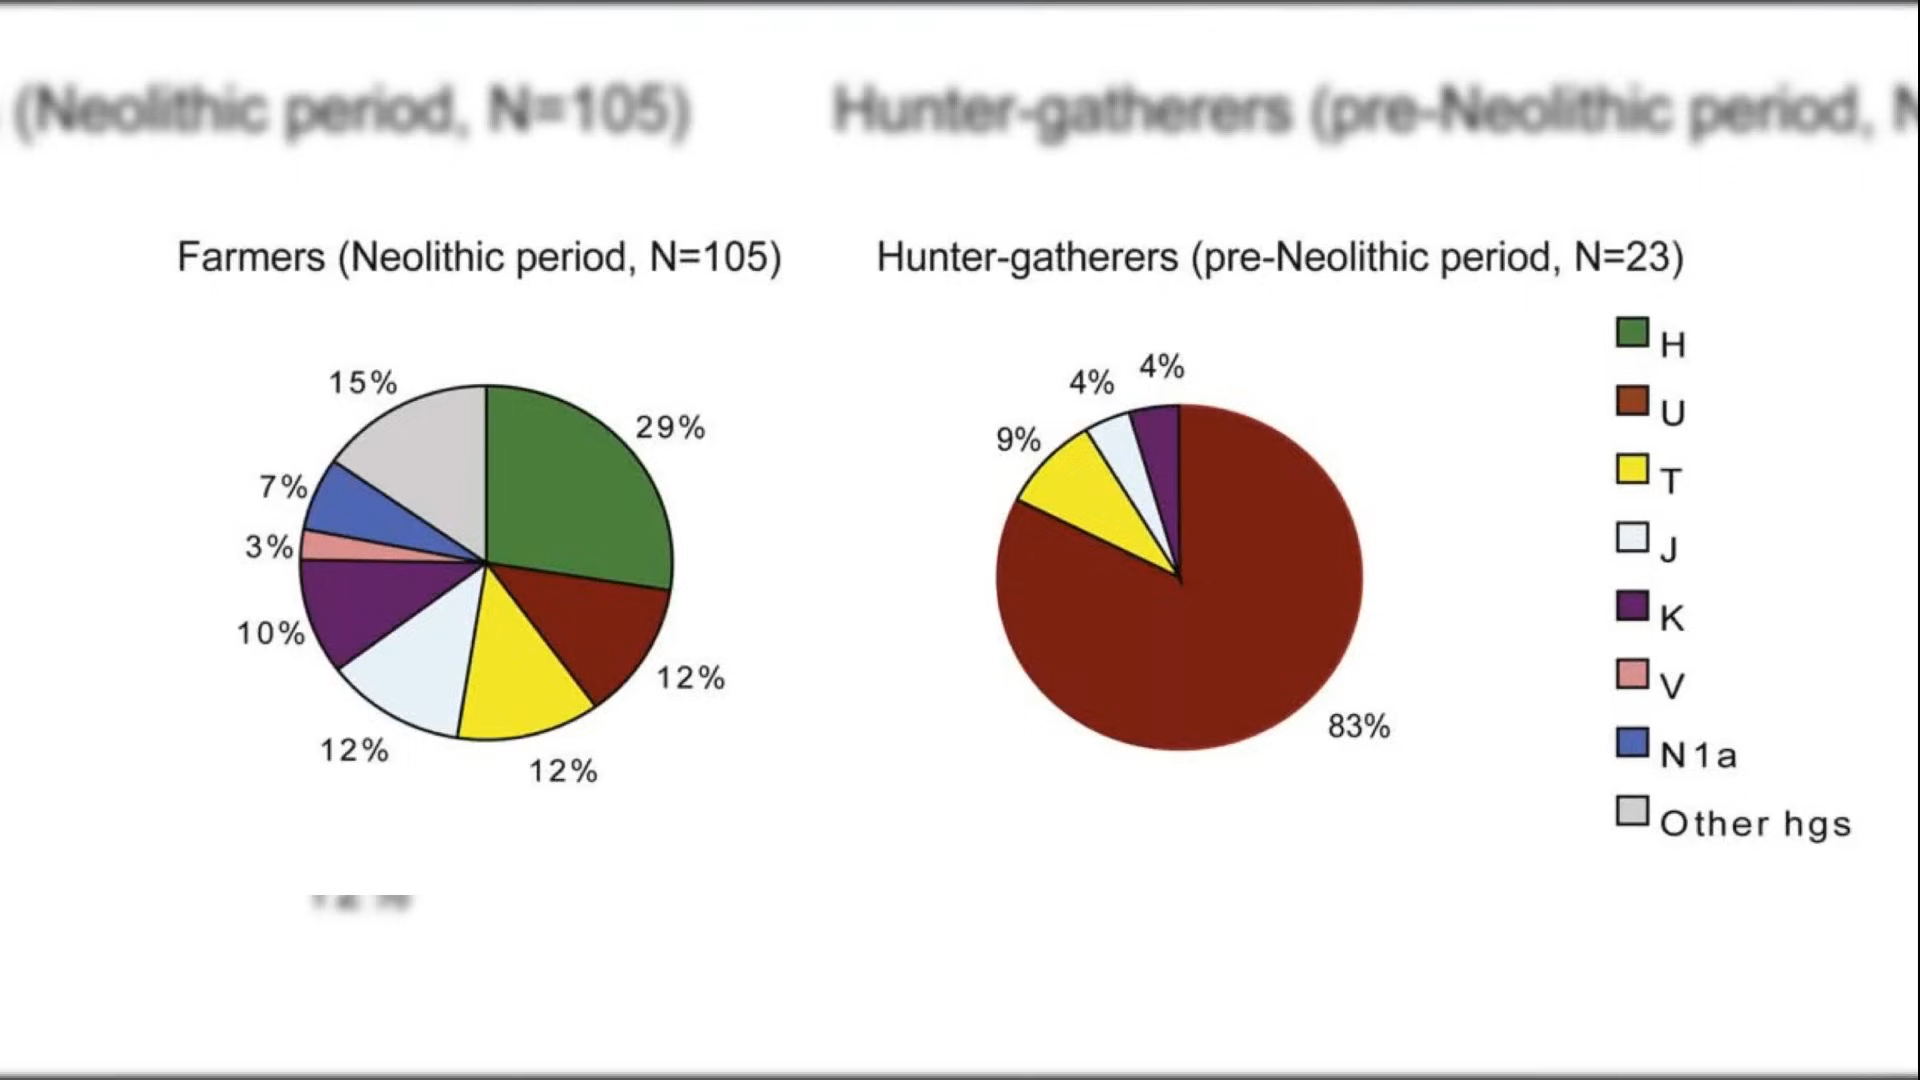 (Neolithic period, N=105) Hunter-gatherers (pre-Neolithic period, N
Farmers (Neolithic period, N=105) Hunter-gatherers (pre-Neolithic period, N=23)
15%
29%
7%
3%
10%
12%
12%
12%
4%
4%
9%
83%
H
U
T
J
K
V
N1a
Other hgs